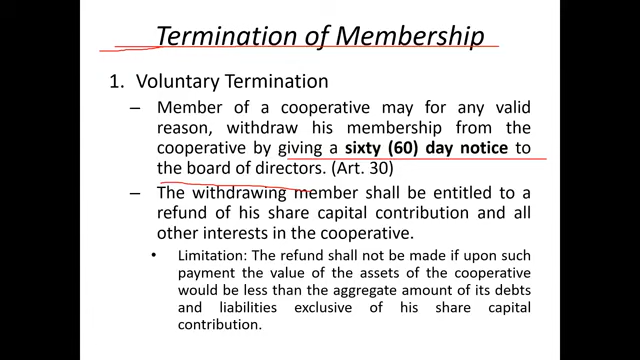 Termination of Membership
1. Voluntary Termination
– Member of a cooperative may for any valid
reason, withdraw his membership from the
cooperative by giving a sixty (60) day notice to
the board of directors. (Art. 30)
– The withdrawing member shall be entitled to a
refund of his share capital contribution and all
other interests in the cooperative.
• Limitation: The refund shall not be made if upon such
payment the value of the assets of the cooperative
would be less than the aggregate amount of its debts
and liabilities exclusive of his share capital
contribution.